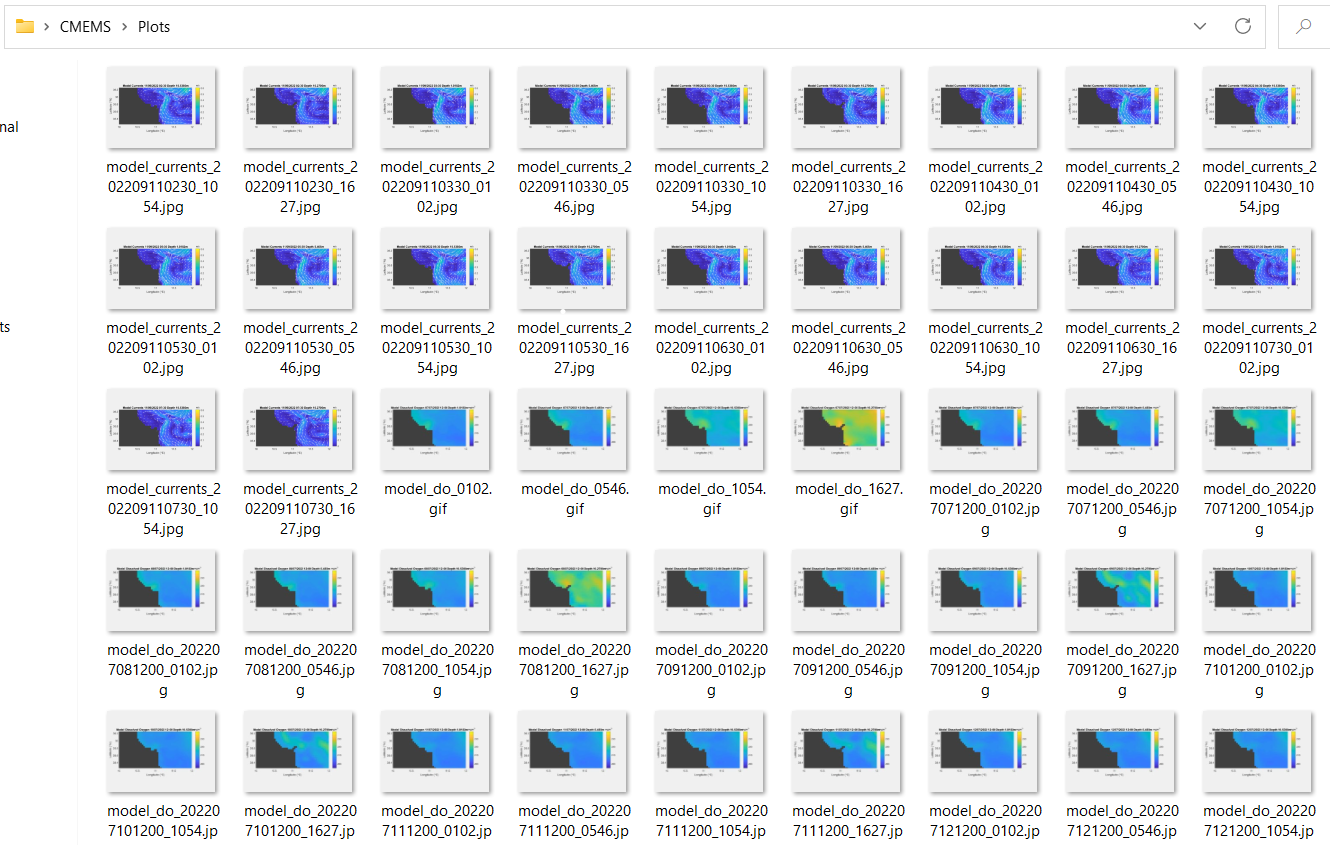 CMEMS > Plots
nal
model_currents_2 model_currents_2 model_currents_2 model_currents_2 model_currents_2 model_currents_2 model_currents_2 model_currents_2 model_currents_2
02209110230_10 02209110230_16 02209110330_01 02209110330_05 02209110330_10 02209110330_16 02209110430_01 02209110430_05 02209110430_10
54.jpg 27.jpg 02.jpg 46.jpg 54.jpg 27.jpg 02.jpg 46.jpg 54.jpg
ts
model_currents_2 model_currents_2 model_currents_2 model_currents_2 model_currents_2 model_currents_2 model_currents_2 model_currents_2 model_currents_2
02209110530_01 02209110530_05 02209110530_10 02209110530_16 02209110630_01 02209110630_05 02209110630_10 02209110630_16 02209110730_01
02.jpg 46.jpg 54.jpg 27.jpg 02.jpg 46.jpg 54.jpg 27.jpg 02.jpg
model_currents_2 model_currents_2 model_do_0102. model_do_0546. model_do_1054. model_do_1627. model_do_20220 model_do_20220 model_do_20220
02209110730_10 02209110730_16 gif gif gif gif 7071200_0102.jp 7071200_0546.jp 7071200_1054.jp
54.jpg 27.jpg g g g
model_do_20220 model_do_20220 model_do_20220 model_do_20220 model_do_20220 model_do_20220 model_do_20220 model_do_20220 model_do_20220
7081200_0102.jp 7081200_0546.jp 7081200_1054.jp 7081200_1627.jp 7091200_0102.jp 7091200_0546.jp 7091200_1054.jp 7091200_1627.jp 7101200_0102.jp
g g g g g g g g g
model_do_20220 model_do_20220 model_do_20220 model_do_20220 model_do_20220 model_do_20220 model_do_20220 model_do_20220 model_do_20220
7101200_1054.jp 7101200_1627.jp 7111200_0102.jp 7111200_0546.jp 7111200_1054.jp 7111200_1627.jp 7121200_0102.jp 7121200_0546.jp 7121200_1054.jp